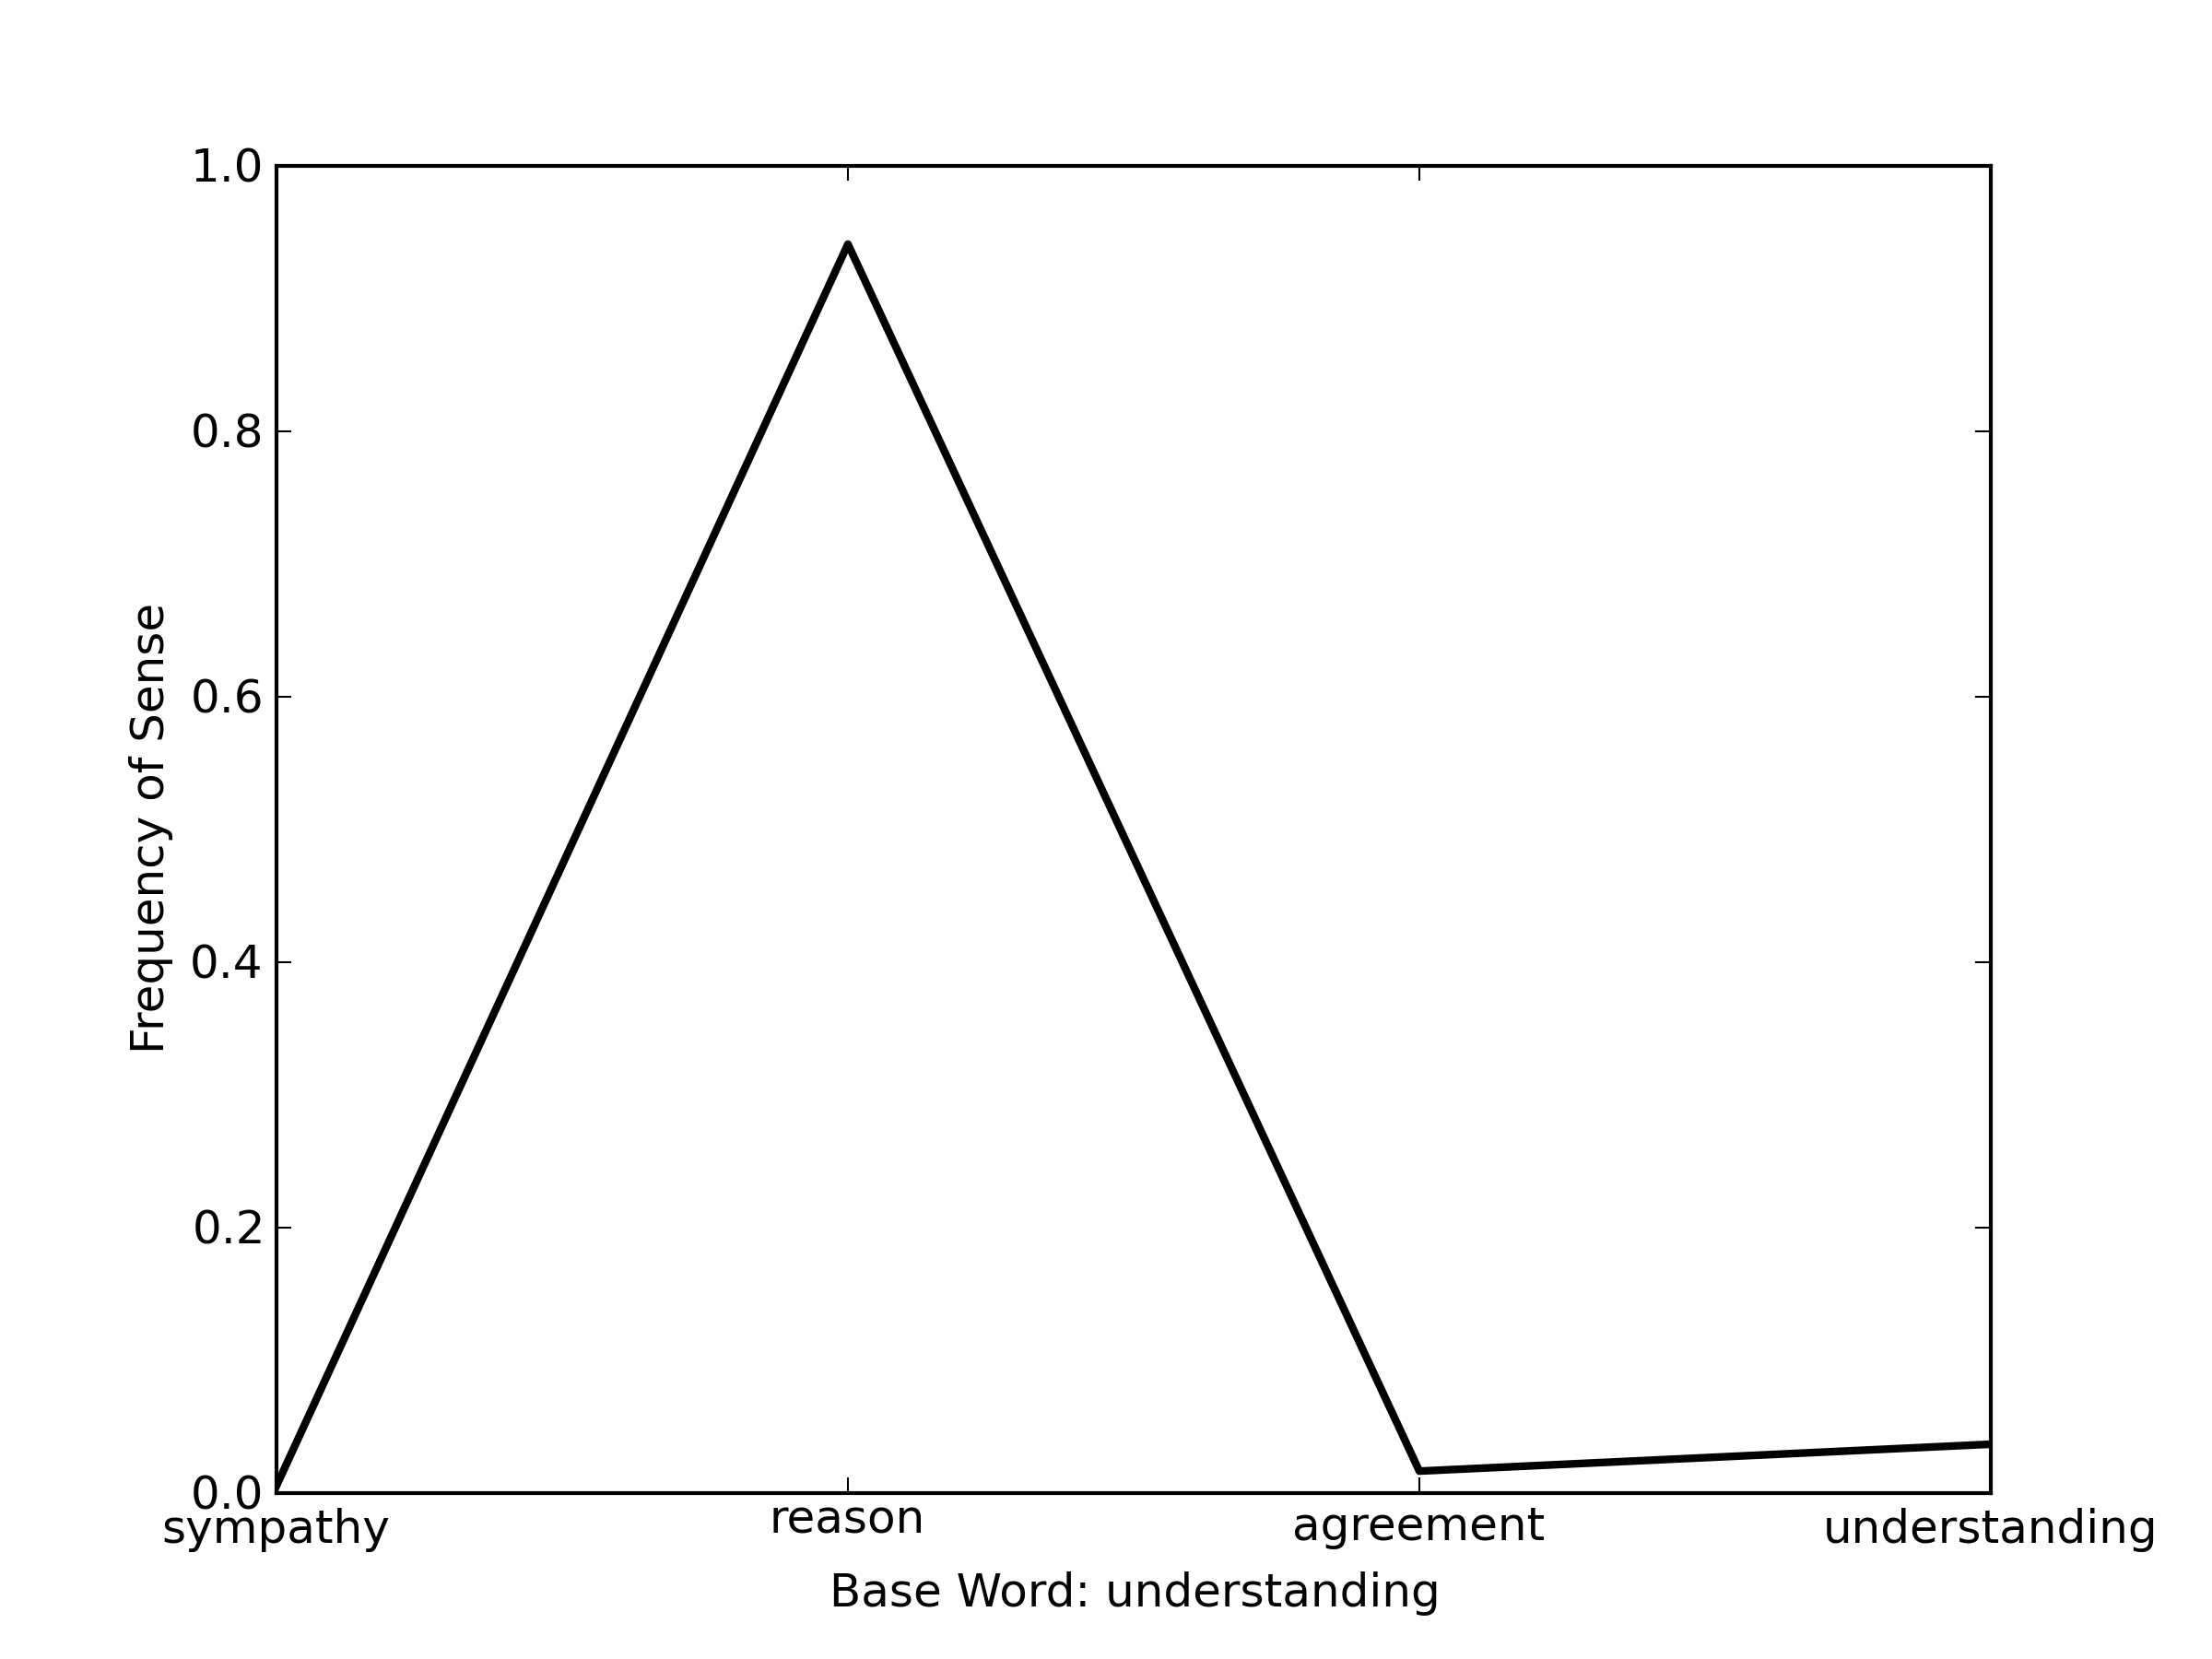 1.0
0.8
0.6
0.4
0.2
0.0
Frequency of Sense
sympathy reason agreement understanding
Base Word: understanding